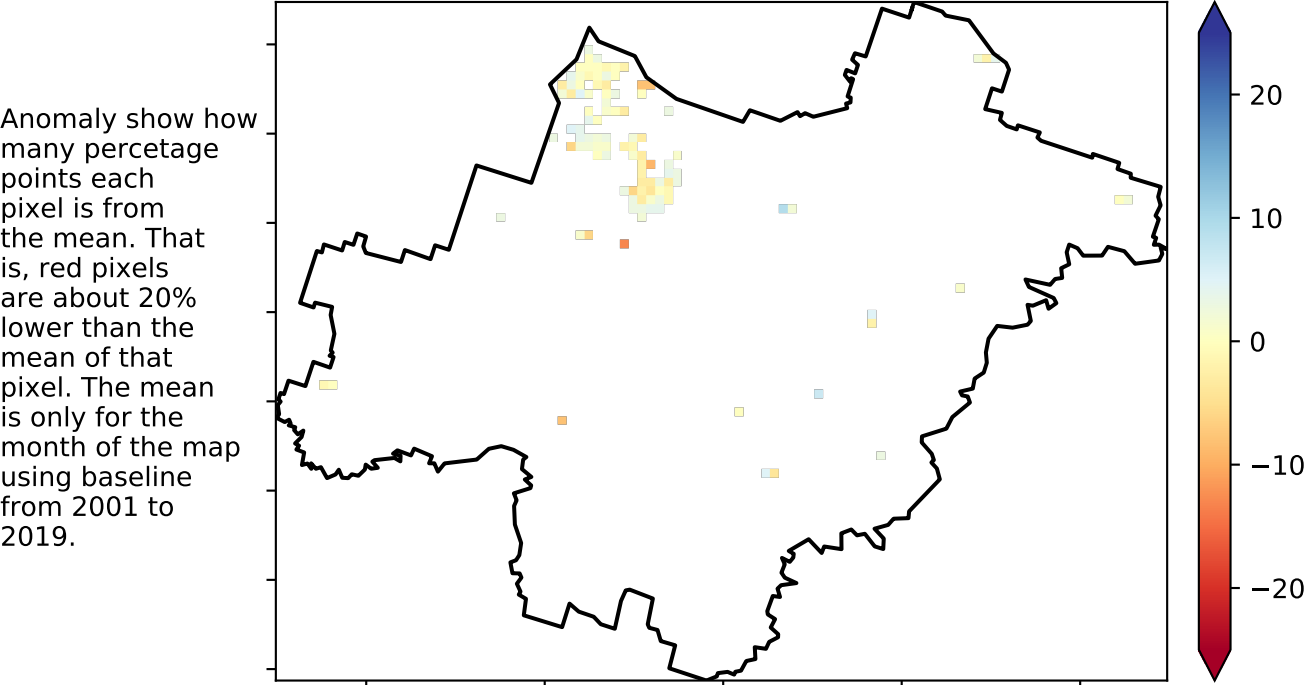 Anomaly show how
many percetage
points each
pixel is from
the mean. That
is, red pixels
are about 20%
lower than the
mean of that
pixel. The mean
is only for the
month of the map
using baseline
from 2001 to
2019.
20
10
0
−10
−20